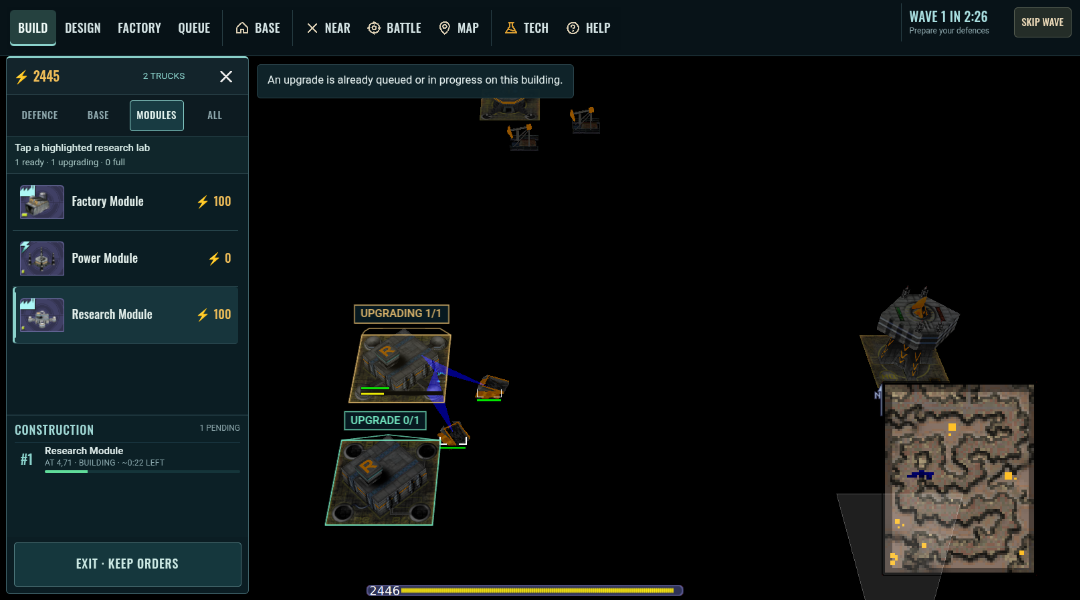 BUILD DESIGN FACTORY QUEUE BASE NEAR BATTLE MAP TECH HELP
WAVE 1 IN 2:26
Prepare your defences
SKIP WAVE
2445
2 TRUCKS
An upgrade is already queued or in progress on this building.
DEFENCE BASE MODULES ALL
Tap a highlighted research lab
1 ready · 1 upgrading · 0 full
Factory Module 100
Power Module 0
Research Module 100
UPGRADING 1/1
R
UPGRADE 0/1
R
N
CONSTRUCTION 1 PENDING
#1 Research Module
AT 4,71 · BUILDING · ~0:22 LEFT
EXIT · KEEP ORDERS
2446